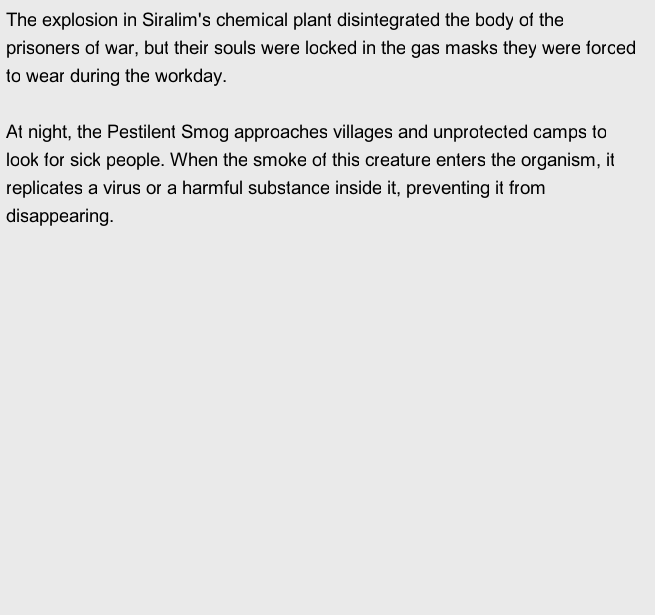 The explosion in Siralim's chemical plant disintegrated the body of the
prisoners of war, but their souls were locked in the gas masks they were forced
to wear during the workday.
At night, the Pestilent Smog approaches villages and unprotected camps to
look for sick people. When the smoke of this creature enters the organism, it
replicates a virus or a harmful substance inside it, preventing it from
disappearing.